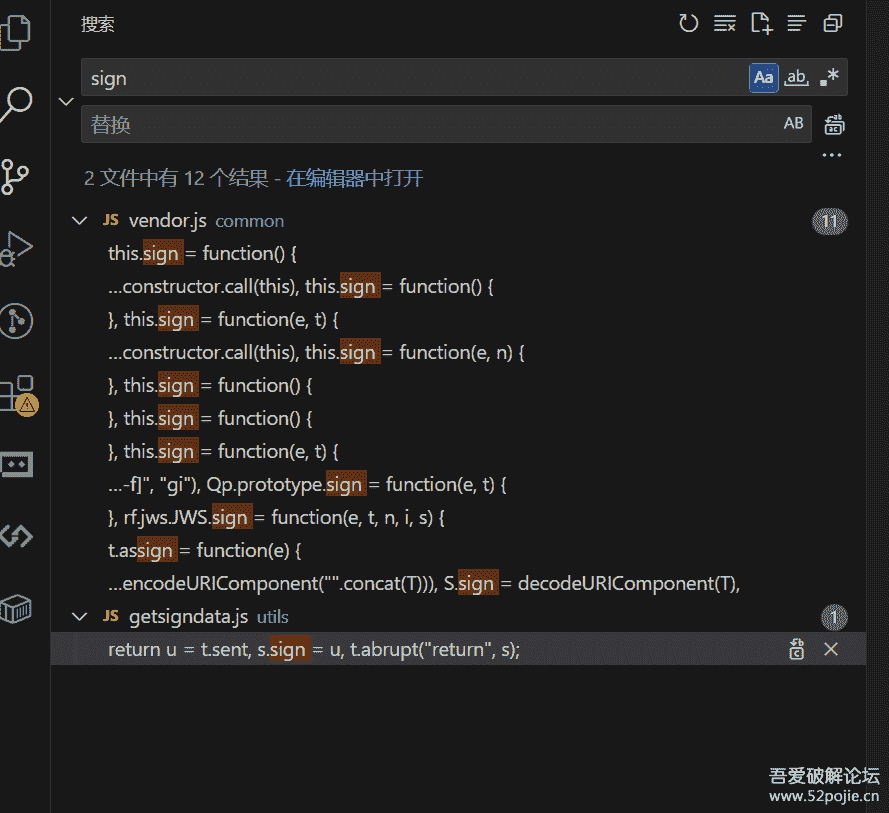 搜索
sign
Aa
ab
.*
替换
AB
2 文件中有 12 个结果 - 在编辑器中打开
JS vendor.js common 11
this.sign = function() {
...constructor.call(this), this.sign = function() {
}, this.sign = function(e, t) {
...constructor.call(this), this.sign = function(e, n) {
}, this.sign = function() {
}, this.sign = function() {
}, this.sign = function(e, t) {
...-f]", "gi"), Qp.prototype.sign = function(e, t) {
}, rf.jws.JWS.sign = function(e, t, n, i, s) {
t.assign = function(e) {
...encodeURIComponent("".concat(T))), S.sign = decodeURIComponent(T),
JS getsigndata.js utils 1
return u = t.sent, s.sign = u, t.abrupt("return", s);
吾爱破解论坛
www.52pojie.cn